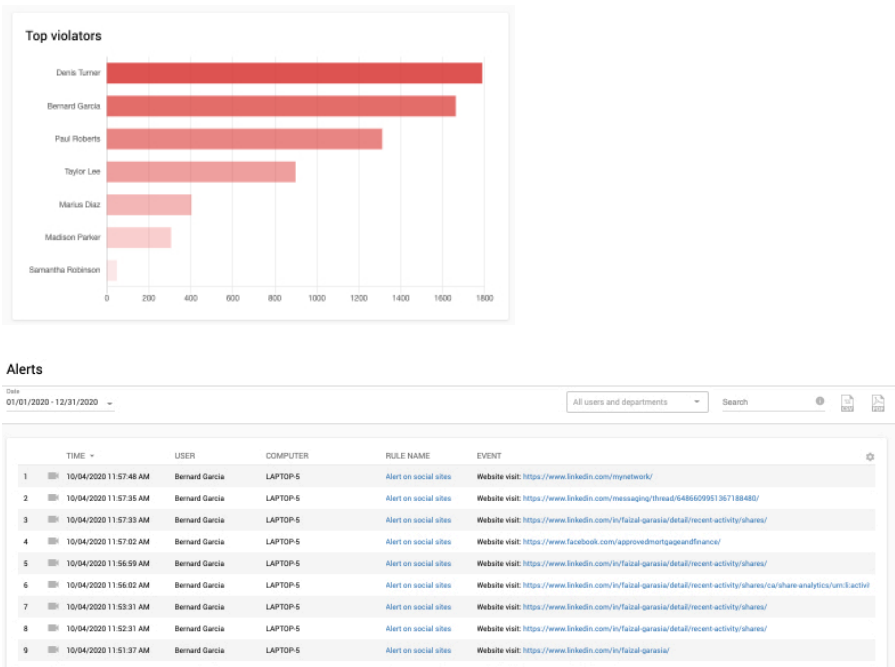 Top violators
Denis Turner
Bernard Garcia
Paul Roberts
Taylor Lee
Marius Diaz
Madison Parker
Samantha Robinson
0 200 400 600 800 1000 1200 1400 1600 1800
Alerts
Date
01/01/2020 - 12/31/2020
All users and departments
Search
TIME USER COMPUTER RULE NAME EVENT
1 10/04/2020 11:57:48 AM Bernard Garcia LAPTOP-5 Alert on social sites Website visit: https://www.linkedin.com/mynetwork/
2 10/04/2020 11:57:35 AM Bernard Garcia LAPTOP-5 Alert on social sites Website visit: https://www.linkedin.com/messaging/thread/6486609951367188480/
3 10/04/2020 11:57:33 AM Bernard Garcia LAPTOP-5 Alert on social sites Website visit: https://www.linkedin.com/in/faizal-garasia/detail/recent-activity/shares/
4 10/04/2020 11:57:02 AM Bernard Garcia LAPTOP-5 Alert on social sites Website visit: https://www.facebook.com/approvedmortgageandfinance/
5 10/04/2020 11:56:59 AM Bernard Garcia LAPTOP-5 Alert on social sites Website visit: https://www.linkedin.com/in/faizal-garasia/detail/recent-activity/shares/
6 10/04/2020 11:56:02 AM Bernard Garcia LAPTOP-5 Alert on social sites Website visit: https://www.linkedin.com/in/faizal-garasia/detail/recent-activity/shares/ca/share-analytics/urn:li:activi
7 10/04/2020 11:53:31 AM Bernard Garcia LAPTOP-5 Alert on social sites Website visit: https://www.linkedin.com/in/faizal-garasia/detail/recent-activity/shares/
8 10/04/2020 11:52:31 AM Bernard Garcia LAPTOP-5 Alert on social sites Website visit: https://www.linkedin.com/in/faizal-garasia/detail/recent-activity/shares/
9 10/04/2020 11:51:37 AM Bernard Garcia LAPTOP-5 Alert on social sites Website visit: https://www.linkedin.com/in/faizal-garasia/